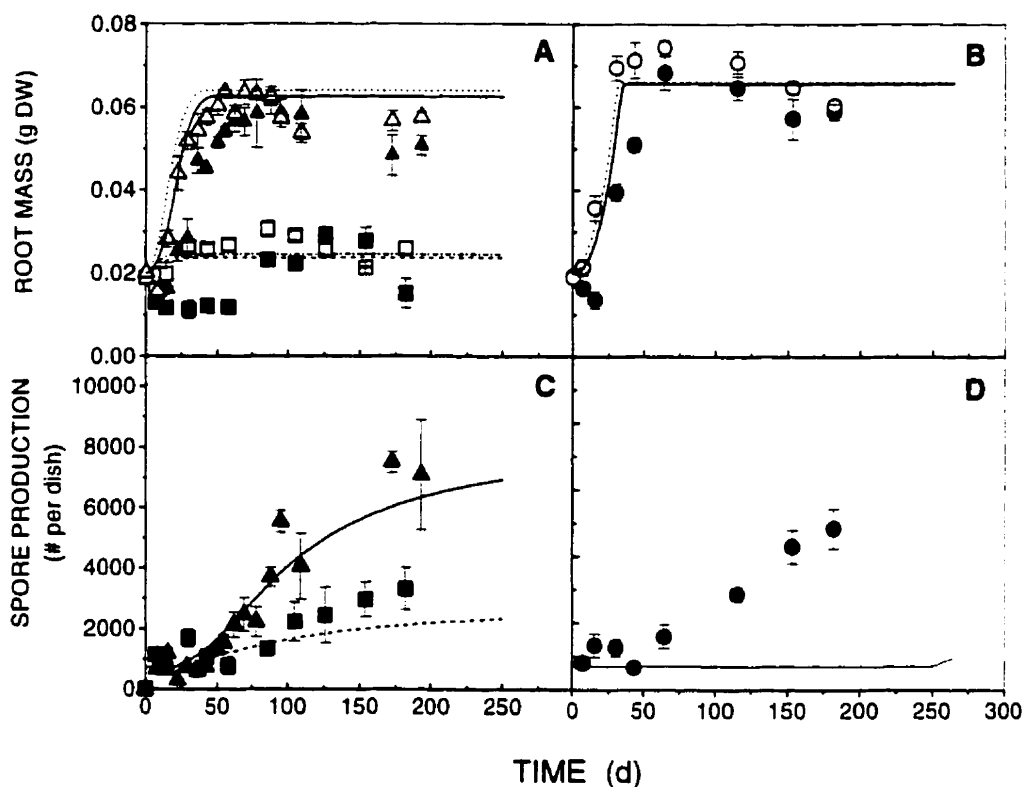 0.08
0.06
0.04
0.02
0.00
ROOT MASS (g DW)
A
B
10000
8000
6000
4000
2000
0
SPORE PRODUCTION
(# per dish)
C
D
0 50 100 150 200 250
0 50 100 150 200 250 300
TIME (d)